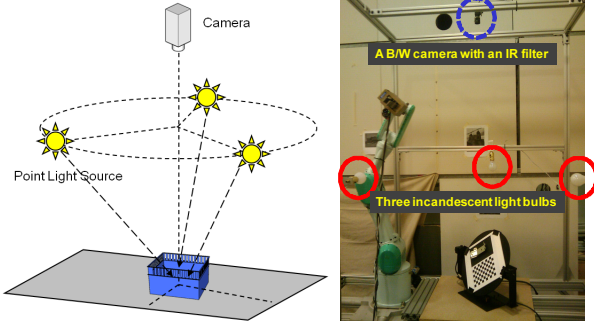 Camera
Point Light Source
A B/W camera with an IR filter
Three incandescent light bulbs